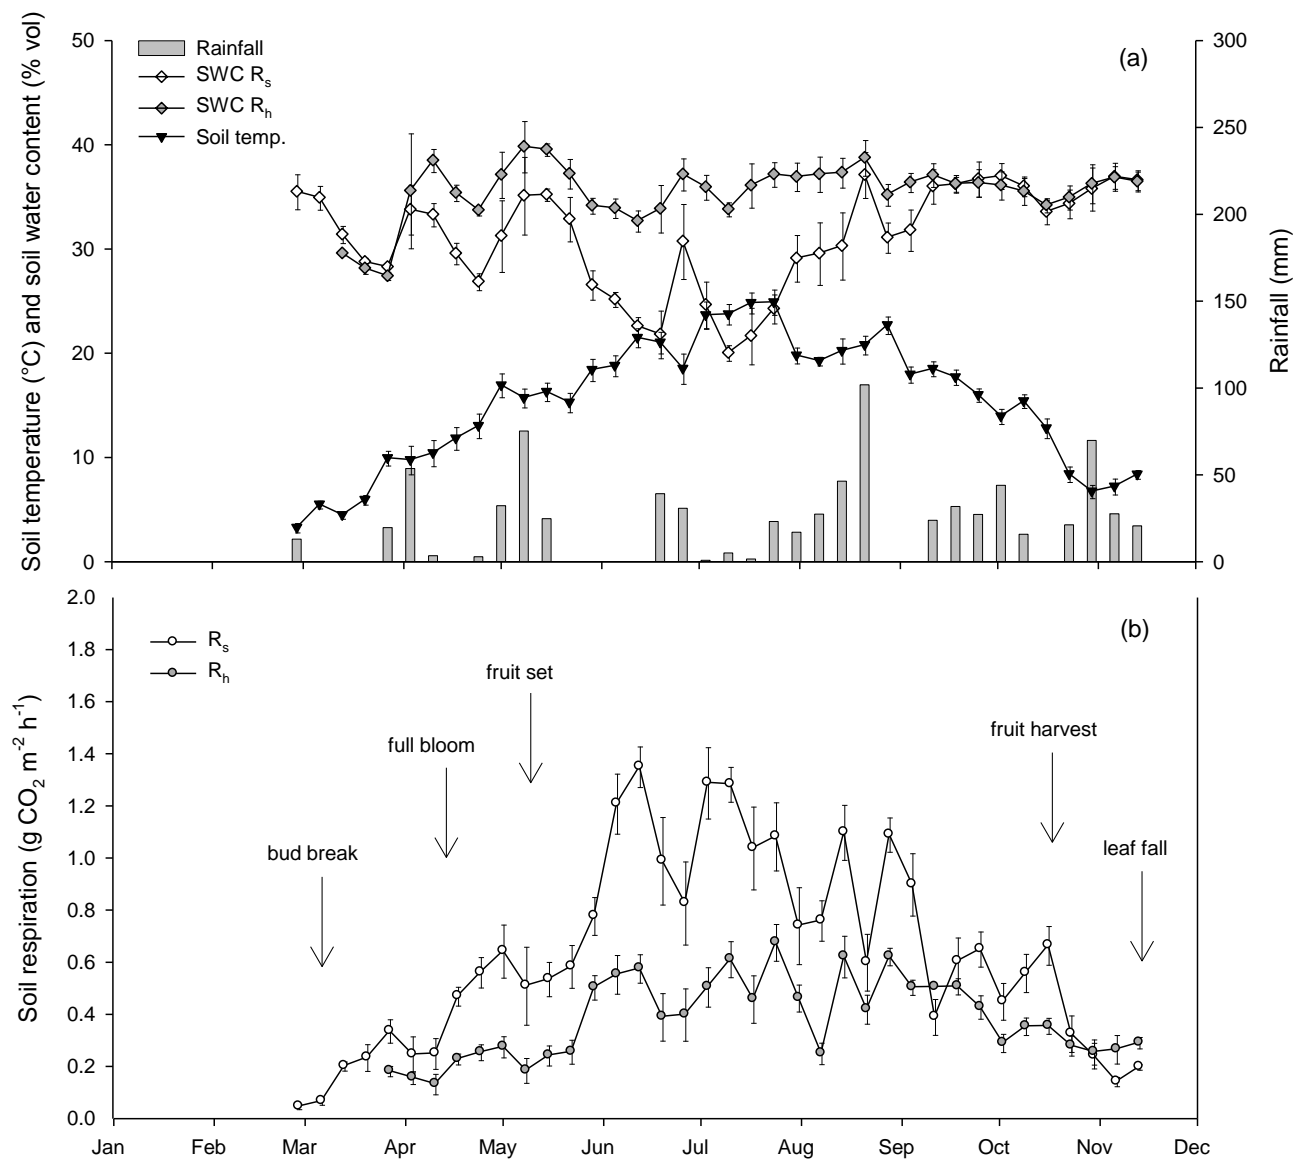 Soil temperature (°C) and soil water content (% vol)
50
40
30
20
10
0
Rainfall
SWC Rs
SWC Rh
Soil temp.
(a)
300
250
200
150
100
50
0
Rainfall (mm)
Soil respiration (g CO2 m-2 h-1)
2.0
1.8
1.6
1.4
1.2
1.0
0.8
0.6
0.4
0.2
0.0
Rs
Rh
(b)
fruit set
full bloom
fruit harvest
bud break
leaf fall
Jan Feb Mar Apr May Jun Jul Aug Sep Oct Nov Dec